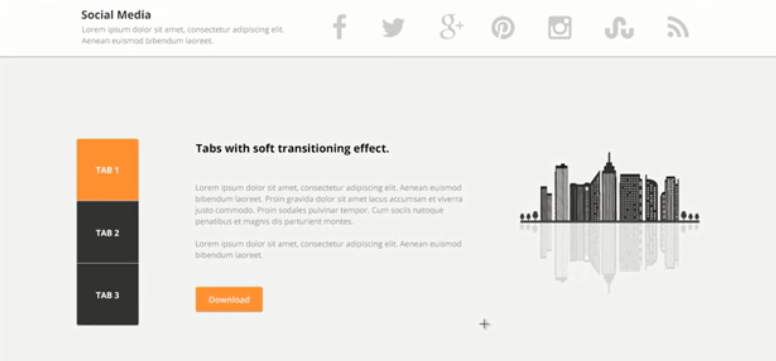 Social Media
Lorem ipsum dolor sit amet, consectetur adipiscing elit.
Aenean euismod bibendum laoreet.
TAB 1
TAB 2
TAB 3
Tabs with soft transitioning effect.
Lorem ipsum dolor sit amet, consectetur adipiscing elit. Aenean euismod
bibendum laoreet. Proin gravida dolor sit amet lacus accumsan et viverra
justo commodo. Proin sodales pulvinar tempor. Cum sociis natoque
penatibus et magnis dis parturient montes.
Lorem ipsum dolor sit amet, consectetur adipiscing elit. Aenean euismod
bibendum laoreet.
Download